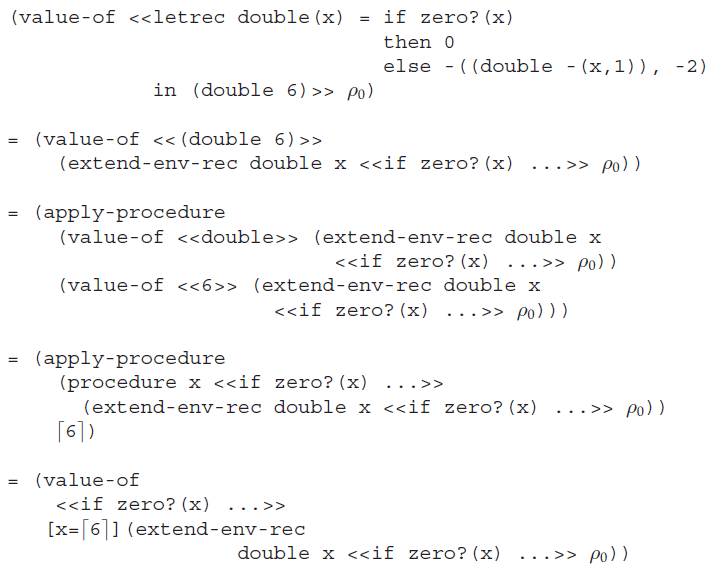 (value-of <<letrec double(x) = if zero?(x)
then 0
else -((double -(x,1)), -2)
in (double 6)>> ρ₀)
= (value-of <<(double 6)>>
(extend-env-rec double x <<if zero?(x) ...>> ρ₀))
= (apply-procedure
(value-of <<double>> (extend-env-rec double x
<<if zero?(x) ...>> ρ₀))
(value-of <<6>> (extend-env-rec double x
<<if zero?(x) ...>> ρ₀)))
= (apply-procedure
(procedure x <<if zero?(x) ...>>
(extend-env-rec double x <<if zero?(x) ...>> ρ₀))
⌈6⌉)
= (value-of
<<if zero?(x) ...>>
[x=⌈6⌉](extend-env-rec
double x <<if zero?(x) ...>> ρ₀))